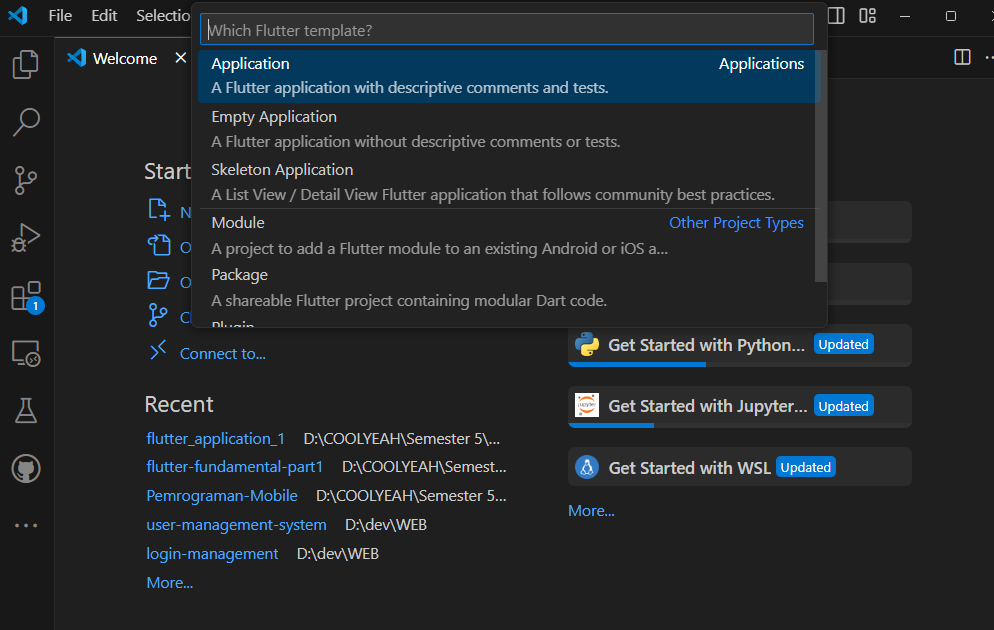 File Edit Selectio
Which Flutter template?
Welcome
Application Applications
A Flutter application with descriptive comments and tests.
Empty Application
A Flutter application without descriptive comments or tests.
Skeleton Application
A List View / Detail View Flutter application that follows community best practices.
Module Other Project Types
A project to add a Flutter module to an existing Android or iOS a...
Package
A shareable Flutter project containing modular Dart code.
Plugin
Start
N
O
O
Cl
Connect to...
1
Recent
flutter_application_1 D:\COOLYEAH\Semester 5\...
flutter-fundamental-part1 D:\COOLYEAH\Semest...
Pemrograman-Mobile D:\COOLYEAH\Semester 5...
user-management-system D:\dev\WEB
login-management D:\dev\WEB
More...
Get Started with Python... Updated
Get Started with Jupyter... Updated
jupyter
Get Started with WSL Updated
More...